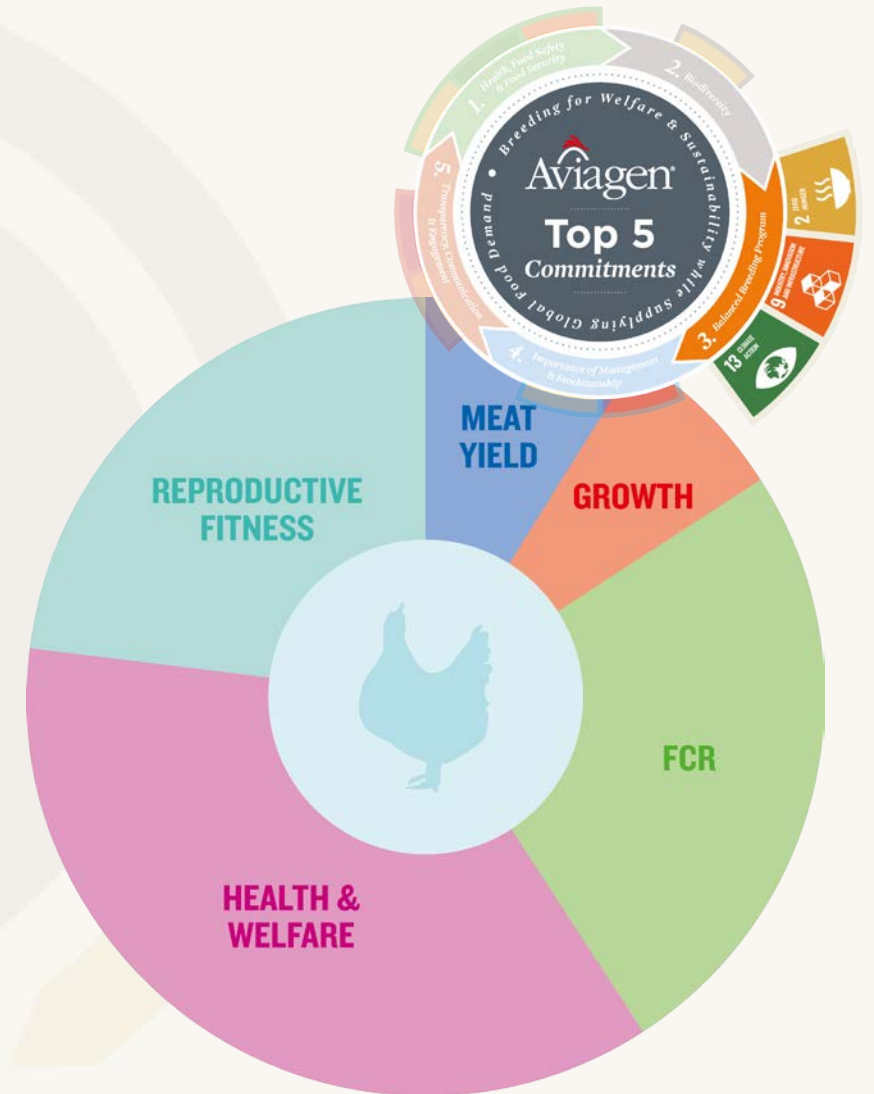 Breeding for Welfare & Sustainability while Supplying Global Food Demand •
1. Health, Food Safety
& Food Security
2. Biodiversity
3. Balanced Breeding Program
4. Importance of Management
& Stockmanship
5. Transparency, Communication
& Engagement
Aviagen®
Top 5
Commitments
2 ZERO
HUNGER
9 INDUSTRY, INNOVATION
AND INFRASTRUCTURE
13 CLIMATE
ACTION
MEAT
YIELD
GROWTH
REPRODUCTIVE
FITNESS
FCR
HEALTH &
WELFARE